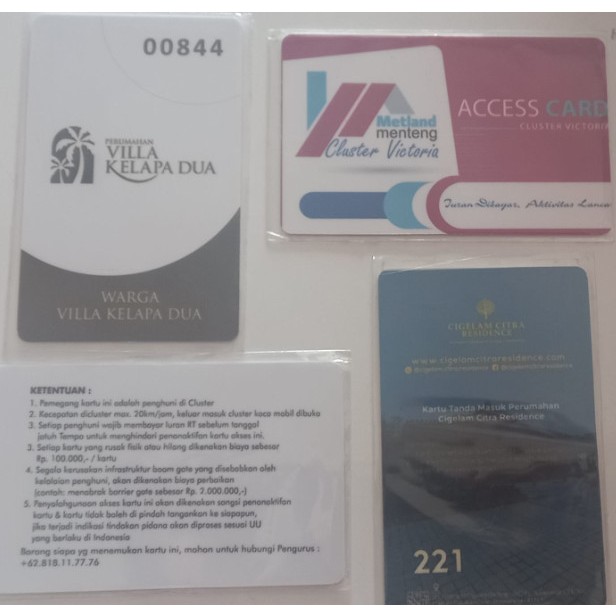 00844
PERUMAHAN
VILLA
KELAPA DUA
WARGA
VILLA KELAPA DUA
Metland
menteng
Cluster Victoria
ACCESS CARD
CLUSTER VICTORIA
Iuran Dibayar, Aktivitas Lancar
KETENTUAN :
1. Pemegang kartu ini adalah penghuni di Cluster
2. Kecepatan dicluster max. 20km/jam, keluar masuk cluster kaca mobil dibuka
3. Setiap penghuni wajib membayar Iuran RT sebelum tanggal
jatuh Tampo untuk menghindari penonaktifan kartu akses ini.
3. Setiap kartu yang rusak fisik atau hilang dikenakan biaya sebesor
Rp. 100.000,- / kartu
4. Segala kerusakan infrastruktur boom gate yang disebabkan oleh
kelalaian penghuni, akan dikenakan biaya perbaikan
(contoh: menabrak barrier gate sebesar Rp. 2.000.000,-)
5. Penyalahgunaan akses kartu ini akan dikenakan sangsi penonaktifan
kartu & kartu tidak boleh di pindah tangankan ke siapapun,
jika terjadi indikasi tindakan pidana akan diproses sesuai UU
yang berlaku di Indonesia
Barang siapa yg menemukan kartu ini, mohon untuk hubungi Pengurus :
+62.818.11.77.76
CIGELAM CITRA
RESIDENCE
www.cigelamcitraresidence.com
@cigelamcitraresidence @cigelamcitraresidence
Kartu Tanda Masuk Perumahan
Cigelam Citra Residence
221